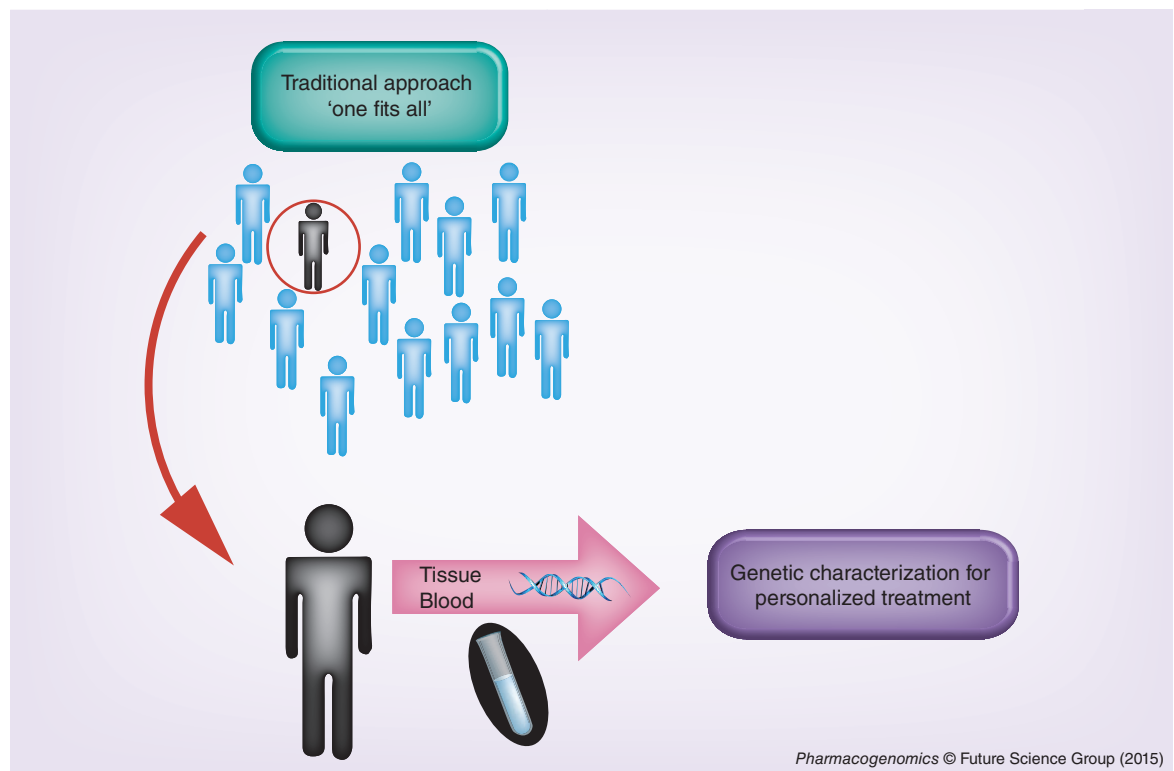 Traditional approach
‘one fits all’
Tissue
Blood
Genetic characterization for
personalized treatment
Pharmacogenomics © Future Science Group (2015)